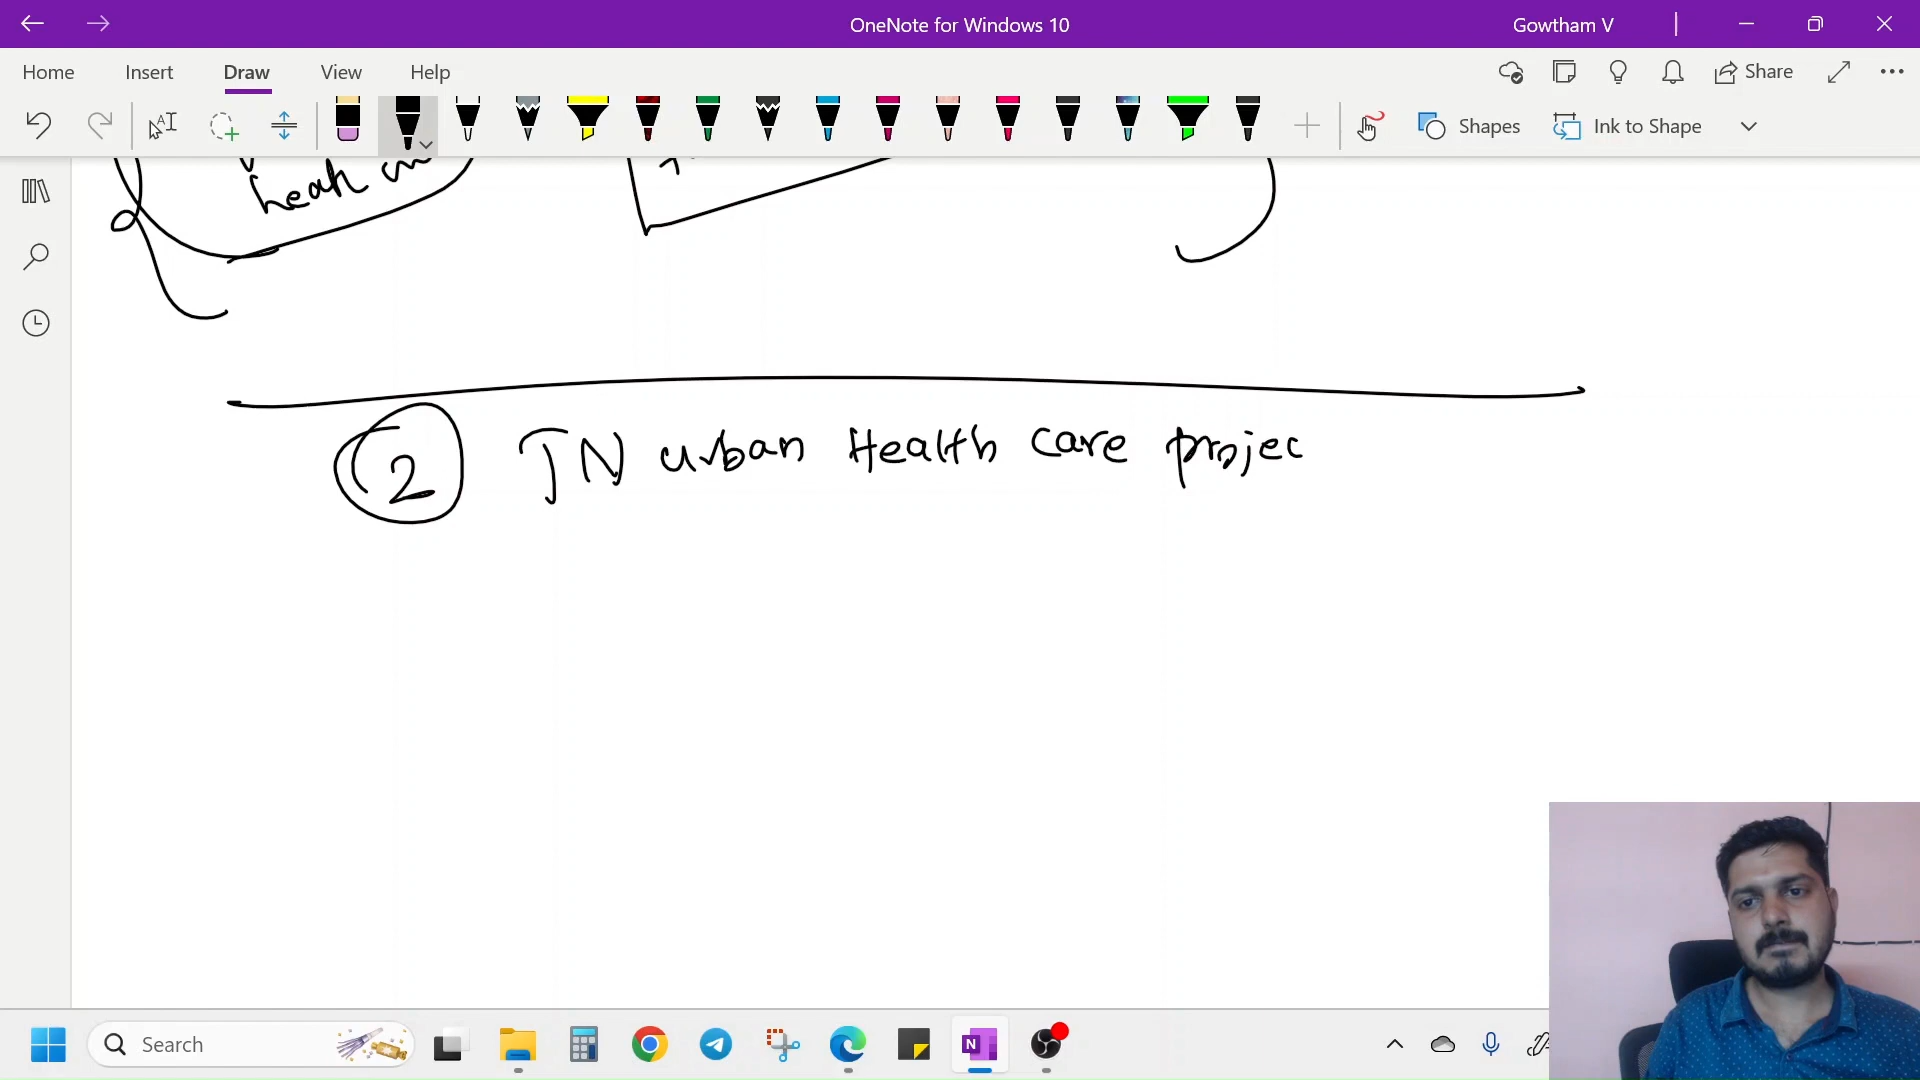 OneNote for Windows 10
Gowtham V
Home Insert Draw View Help
Share
Shapes
Ink to Shape
2 TN urban Health care projec
Search